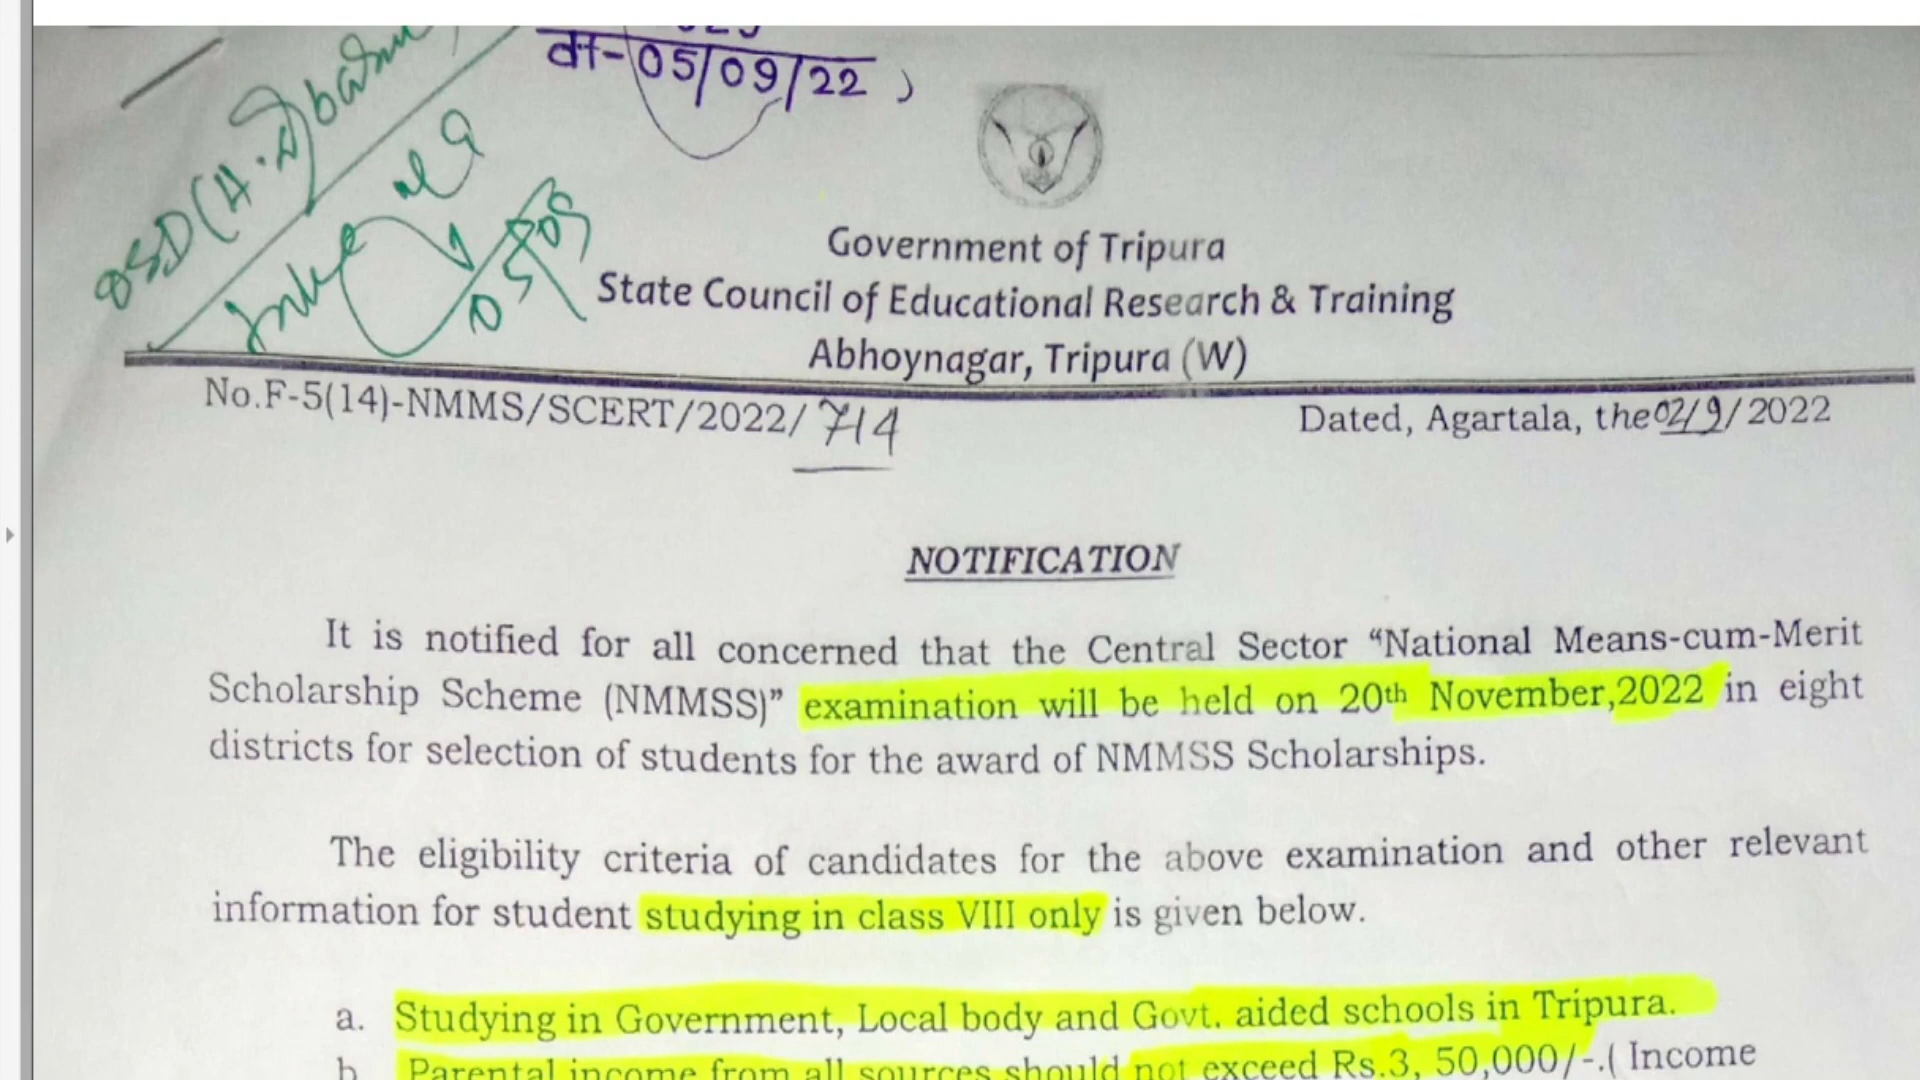 dt-05/09/22
OSD(A.D)
05/09
Government of Tripura
State Council of Educational Research & Training
Abhoynagar, Tripura (W)
No.F-5(14)-NMMS/SCERT/2022/714
Dated, Agartala, the 02/9/2022
NOTIFICATION
It is notified for all concerned that the Central Sector “National Means-cum-Merit
Scholarship Scheme (NMMSS)” examination will be held on 20th November,2022 in eight
districts for selection of students for the award of NMMSS Scholarships.
The eligibility criteria of candidates for the above examination and other relevant
information for student studying in class VIII only is given below.
a. Studying in Government, Local body and Govt. aided schools in Tripura.
b Parental income from all sources should not exceed Rs.3, 50,000/-.( Income